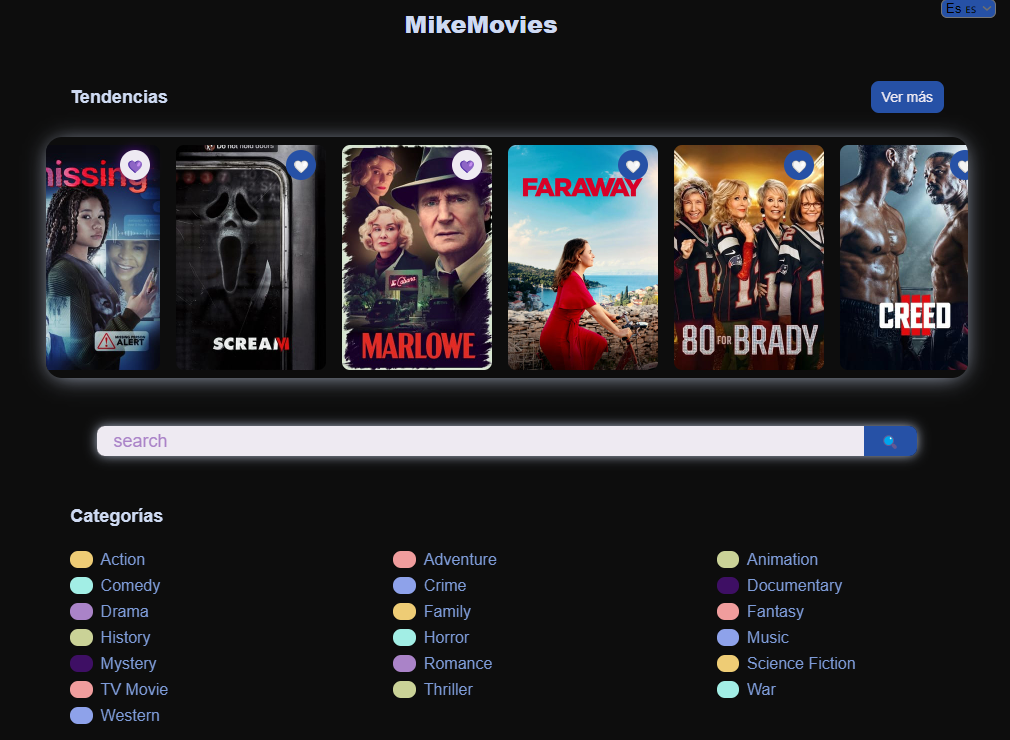 MikeMovies
Es ES
Tendencias
Ver más
issing
MISSING PERSON
ALERT
Do not hold doors
SCREAM
MARLOWE
FARAWAY
80 FOR BRADY
CREED
III
search
Categorías
Action
Adventure
Animation
Comedy
Crime
Documentary
Drama
Family
Fantasy
History
Horror
Music
Mystery
Romance
Science Fiction
TV Movie
Thriller
War
Western